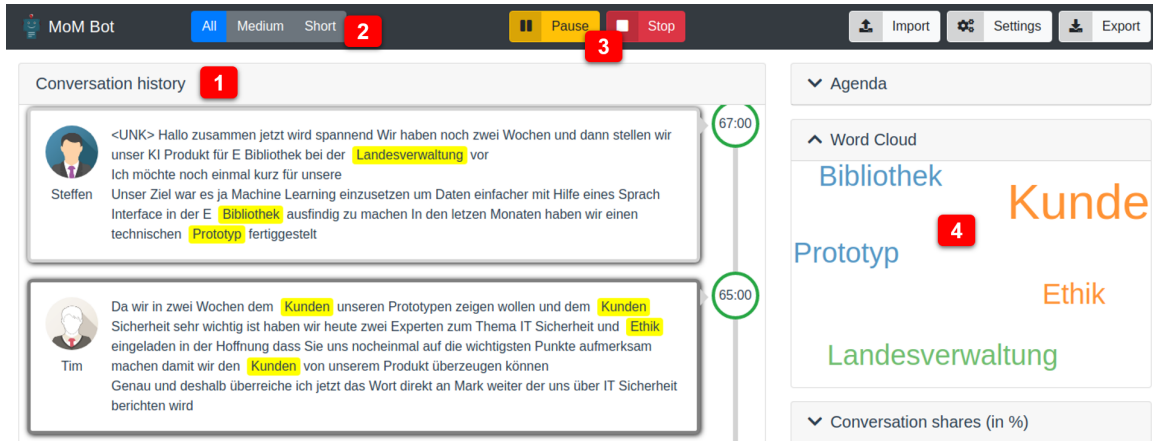 MoM Bot
All Medium Short
2
Pause
Stop
3
Import
Settings
Export
Conversation history
1
67:00
Steffen
<UNK> Hallo zusammen jetzt wird spannend Wir haben noch zwei Wochen und dann stellen wir
unser KI Produkt für E Bibliothek bei der Landesverwaltung vor
Ich möchte noch einmal kurz für unsere
Unser Ziel war es ja Machine Learning einzusetzen um Daten einfacher mit Hilfe eines Sprach
Interface in der E Bibliothek ausfindig zu machen In den letzen Monaten haben wir einen
technischen Prototyp fertiggestelt
65:00
Tim
Da wir in zwei Wochen dem Kunden unseren Prototypen zeigen wollen und dem Kunden
Sicherheit sehr wichtig ist haben wir heute zwei Experten zum Thema IT Sicherheit und Ethik
eingeladen in der Hoffnung dass Sie uns nocheinmal auf die wichtigsten Punkte aufmerksam
machen damit wir den Kunden von unserem Produkt überzeugen können
Genau und deshalb überreiche ich jetzt das Wort direkt an Mark weiter der uns über IT Sicherheit
berichten wird
Agenda
Word Cloud
Bibliothek
Kunde
4
Prototyp
Ethik
Landesverwaltung
Conversation shares (in %)